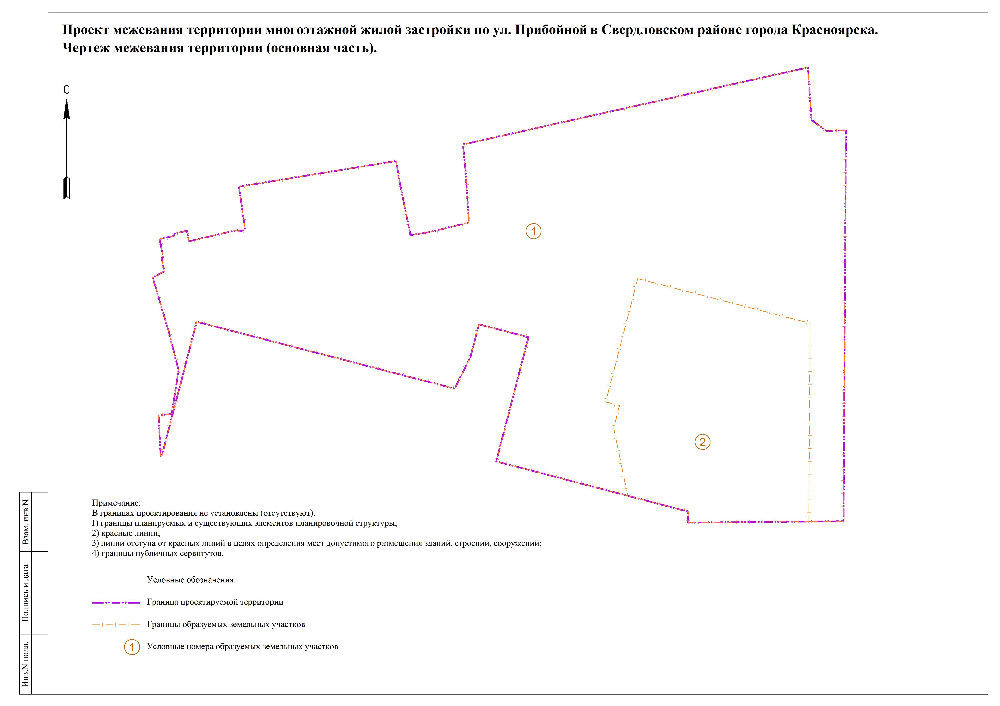 Проект межевания территории многоэтажной жилой застройки по ул. Прибойной в Свердловском районе города Красноярска.
Чертеж межевания территории (основная часть).
С
1
2
Примечание:
В границах проектирования не установлены (отсутствуют):
1) границы планируемых и существующих элементов планировочной структуры;
2) красные линии;
3) линии отступа от красных линий в целях определения мест допустимого размещения зданий, строений, сооружений;
4) границы публичных сервитутов.
Условные обозначения:
Граница проектируемой территории
Границы образуемых земельных участков
1 Условные номера образуемых земельных участков
Взам. инв.N
Подпись и дата
Инв.N подл.